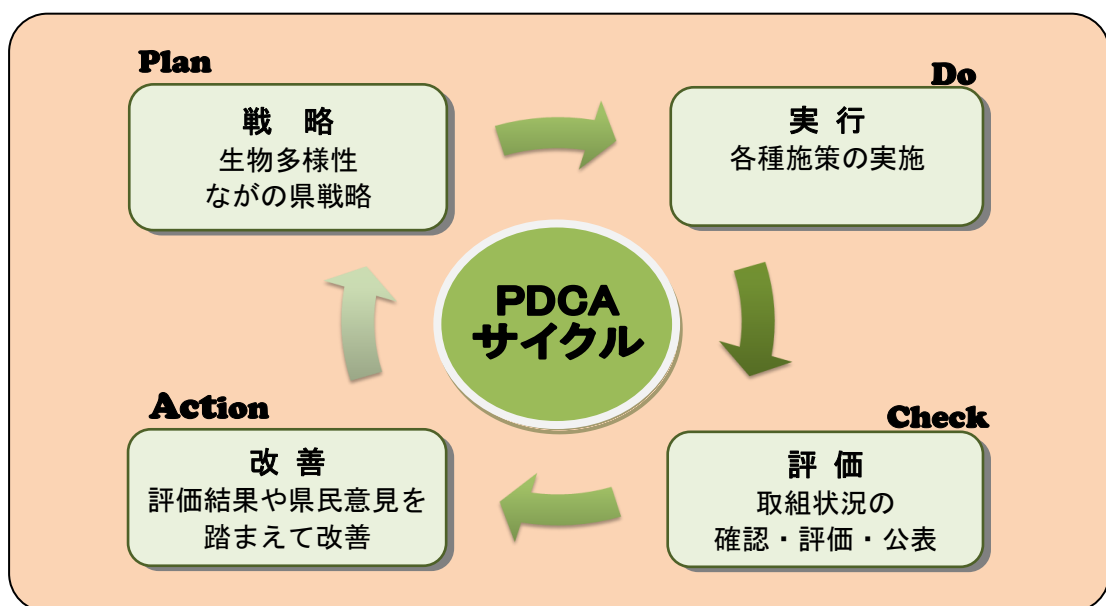 Plan
戦 略
生物多様性
ながの県戦略
Do
実 行
各種施策の実施
PDCA
サイクル
Action
改 善
評価結果や県民意見を
踏まえて改善
Check
評 価
取組状況の
確認・評価・公表